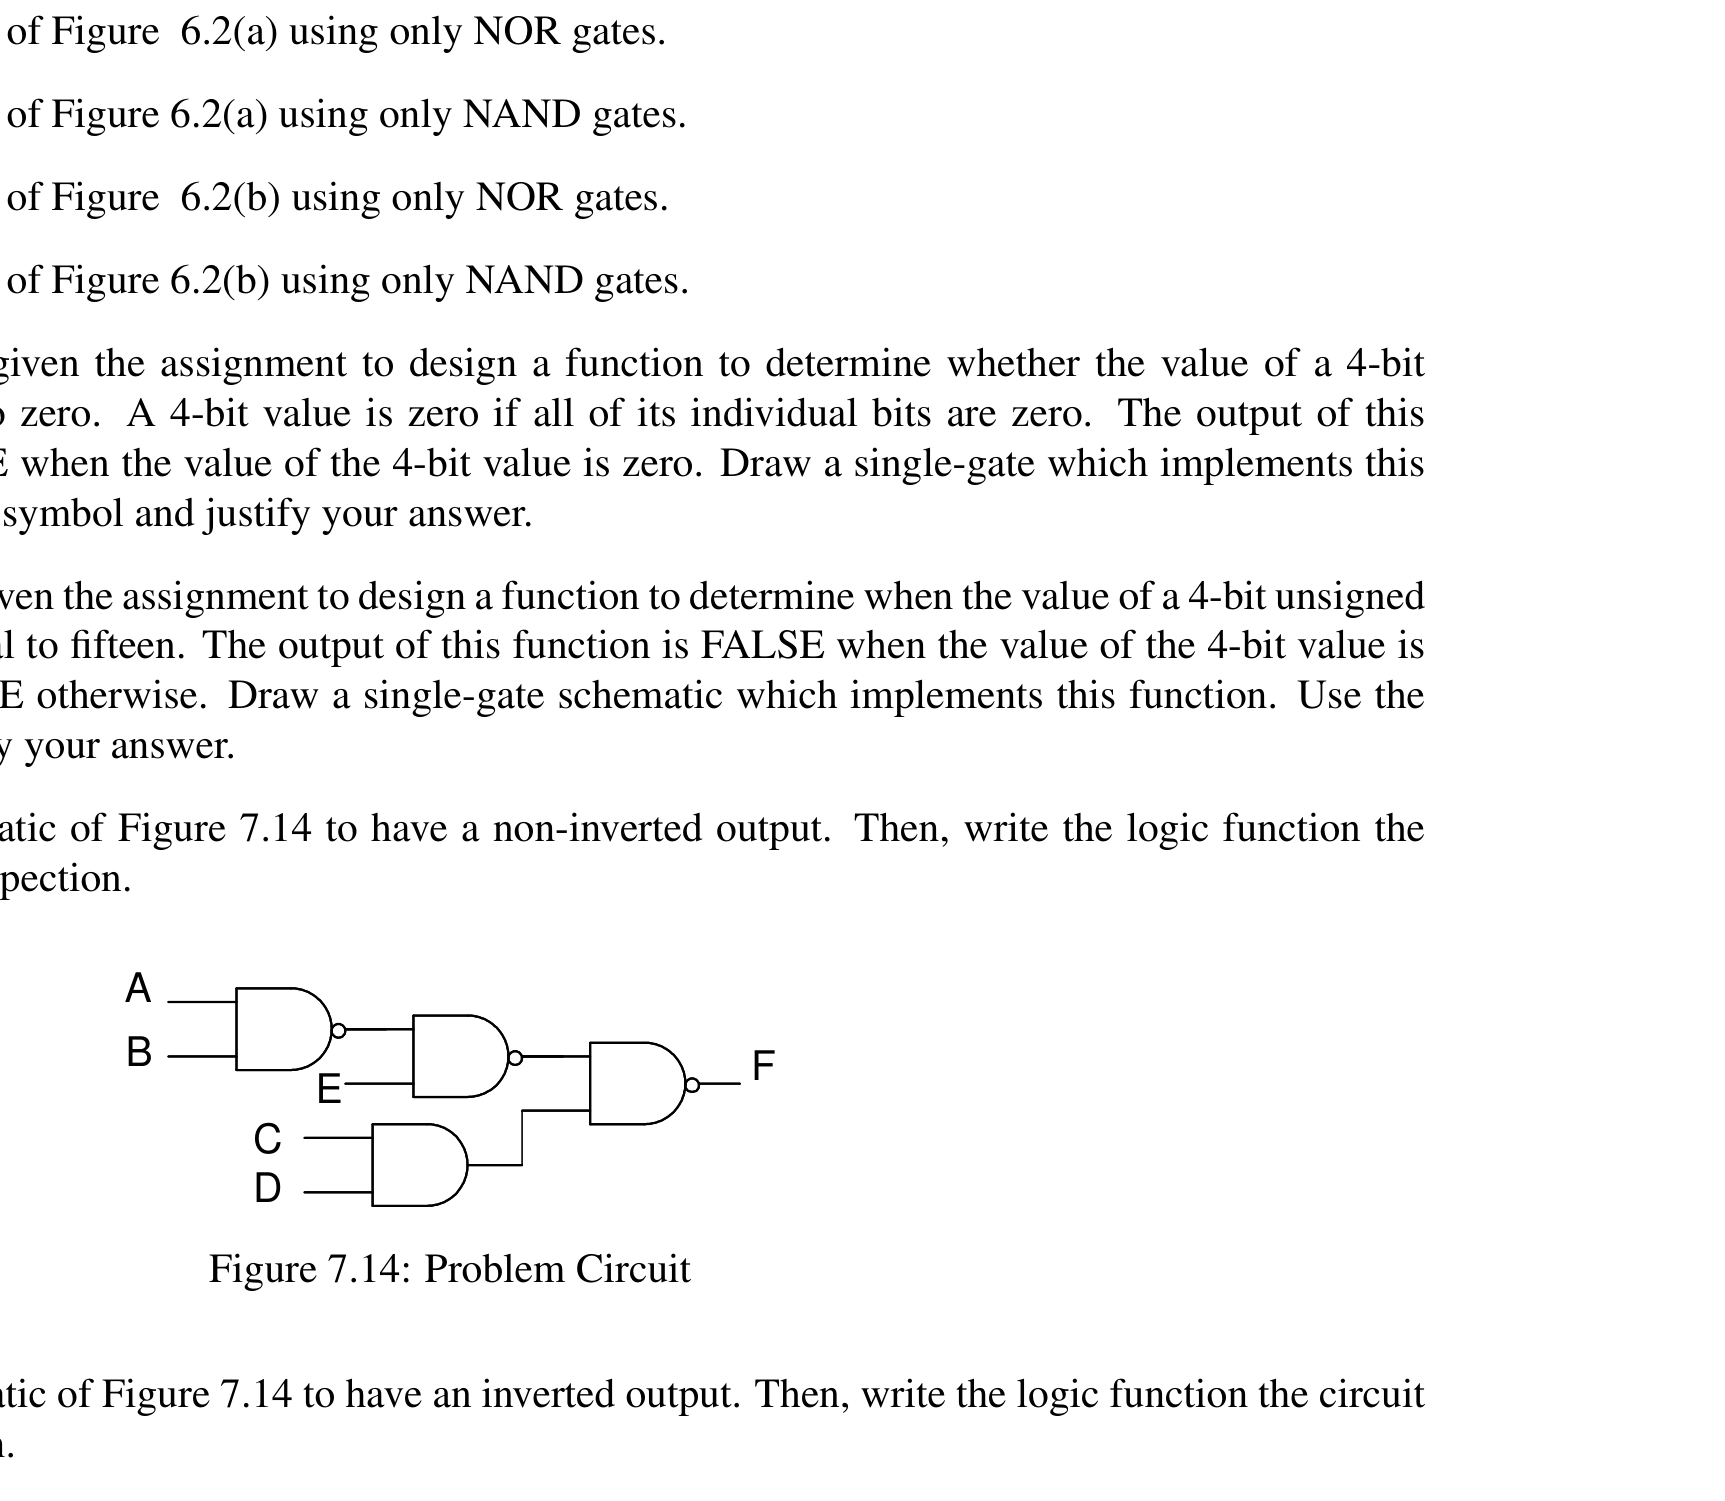 of Figure 6.2(a) using only NOR gates.
of Figure 6.2(a) using only NAND gates.
of Figure 6.2(b) using only NOR gates.
of Figure 6.2(b) using only NAND gates.
given the assignment to design a function to determine whether the value of a 4-bit
zero. A 4-bit value is zero if all of its individual bits are zero. The output of this
when the value of the 4-bit value is zero. Draw a single-gate which implements this
symbol and justify your answer.
ven the assignment to design a function to determine when the value of a 4-bit unsigned
l to fifteen. The output of this function is FALSE when the value of the 4-bit value is
E otherwise. Draw a single-gate schematic which implements this function. Use the
y your answer.
atic of Figure 7.14 to have a non-inverted output. Then, write the logic function the
pection.
A
B
E
C
D
F
Figure 7.14: Problem Circuit
tic of Figure 7.14 to have an inverted output. Then, write the logic function the circuit
.